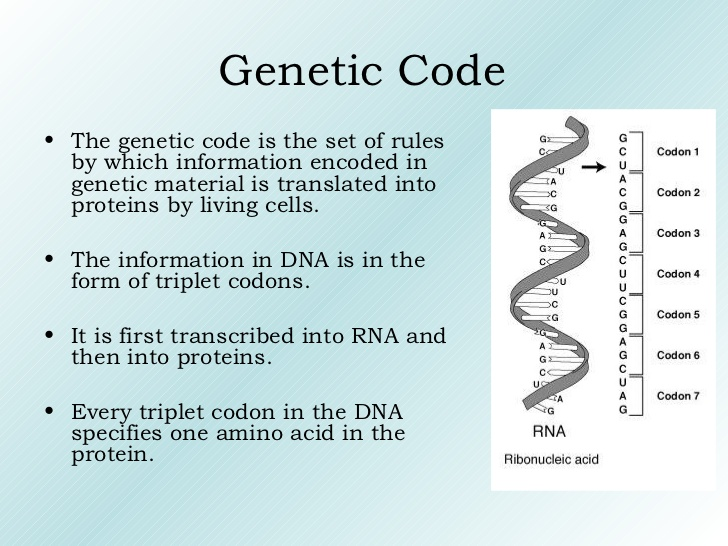 Genetic Code
• The genetic code is the set of rules
by which information encoded in
genetic material is translated into
proteins by living cells.
• The information in DNA is in the
form of triplet codons.
• It is first transcribed into RNA and
then into proteins.
• Every triplet codon in the DNA
specifies one amino acid in the
protein.
G
C
U
A
C
G
G
A
G
C
U
U
C
G
G
A
G
C
U
A
G
G
C
U
Codon 1
A
C
G
Codon 2
G
A
G
Codon 3
C
U
U
Codon 4
C
G
G
Codon 5
A
G
C
Codon 6
U
A
G
Codon 7
RNA
Ribonucleic acid